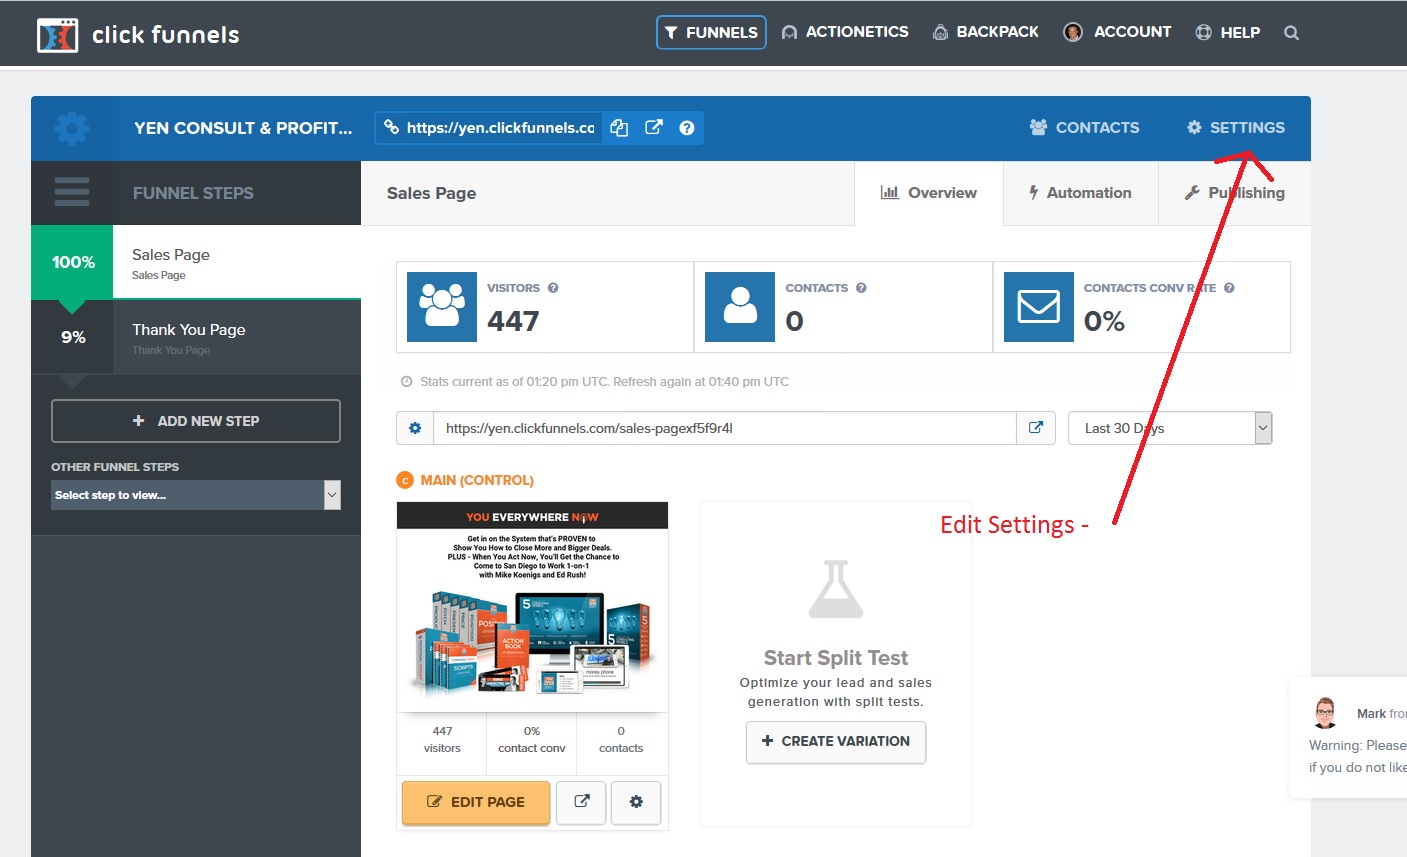 click funnels
FUNNELS
ACTIONETICS
BACKPACK
ACCOUNT
HELP
YEN CONSULT & PROFIT...
https://yen.clickfunnels.co
CONTACTS
SETTINGS
FUNNEL STEPS
Sales Page
Overview
Automation
Publishing
100%
Sales Page
Sales Page
9%
Thank You Page
Thank You Page
ADD NEW STEP
OTHER FUNNEL STEPS
Select step to view...
VISITORS
447
CONTACTS
0
CONTACTS CONV RATE
0%
Stats current as of 01:20 pm UTC. Refresh again at 01:40 pm UTC
https://yen.clickfunnels.com/sales-pagexf5f9r4l
Last 30 Days
C MAIN (CONTROL)
YOU EVERYWHERE NOW
Get in on the System that's PROVEN to
Show You How to Close More and Bigger Deals.
PLUS - When You Act Now, You'll Get the Chance to
Come to San Diego to Work 1-on-1
with Mike Koenigs and Ed Rush!
ACTION
BOOK
SCRIPTS
money phone
447
visitors
0%
contact conv
0
contacts
EDIT PAGE
Edit Settings -
Start Split Test
Optimize your lead and sales
generation with split tests.
CREATE VARIATION
Mark from
Warning: Please
if you do not like